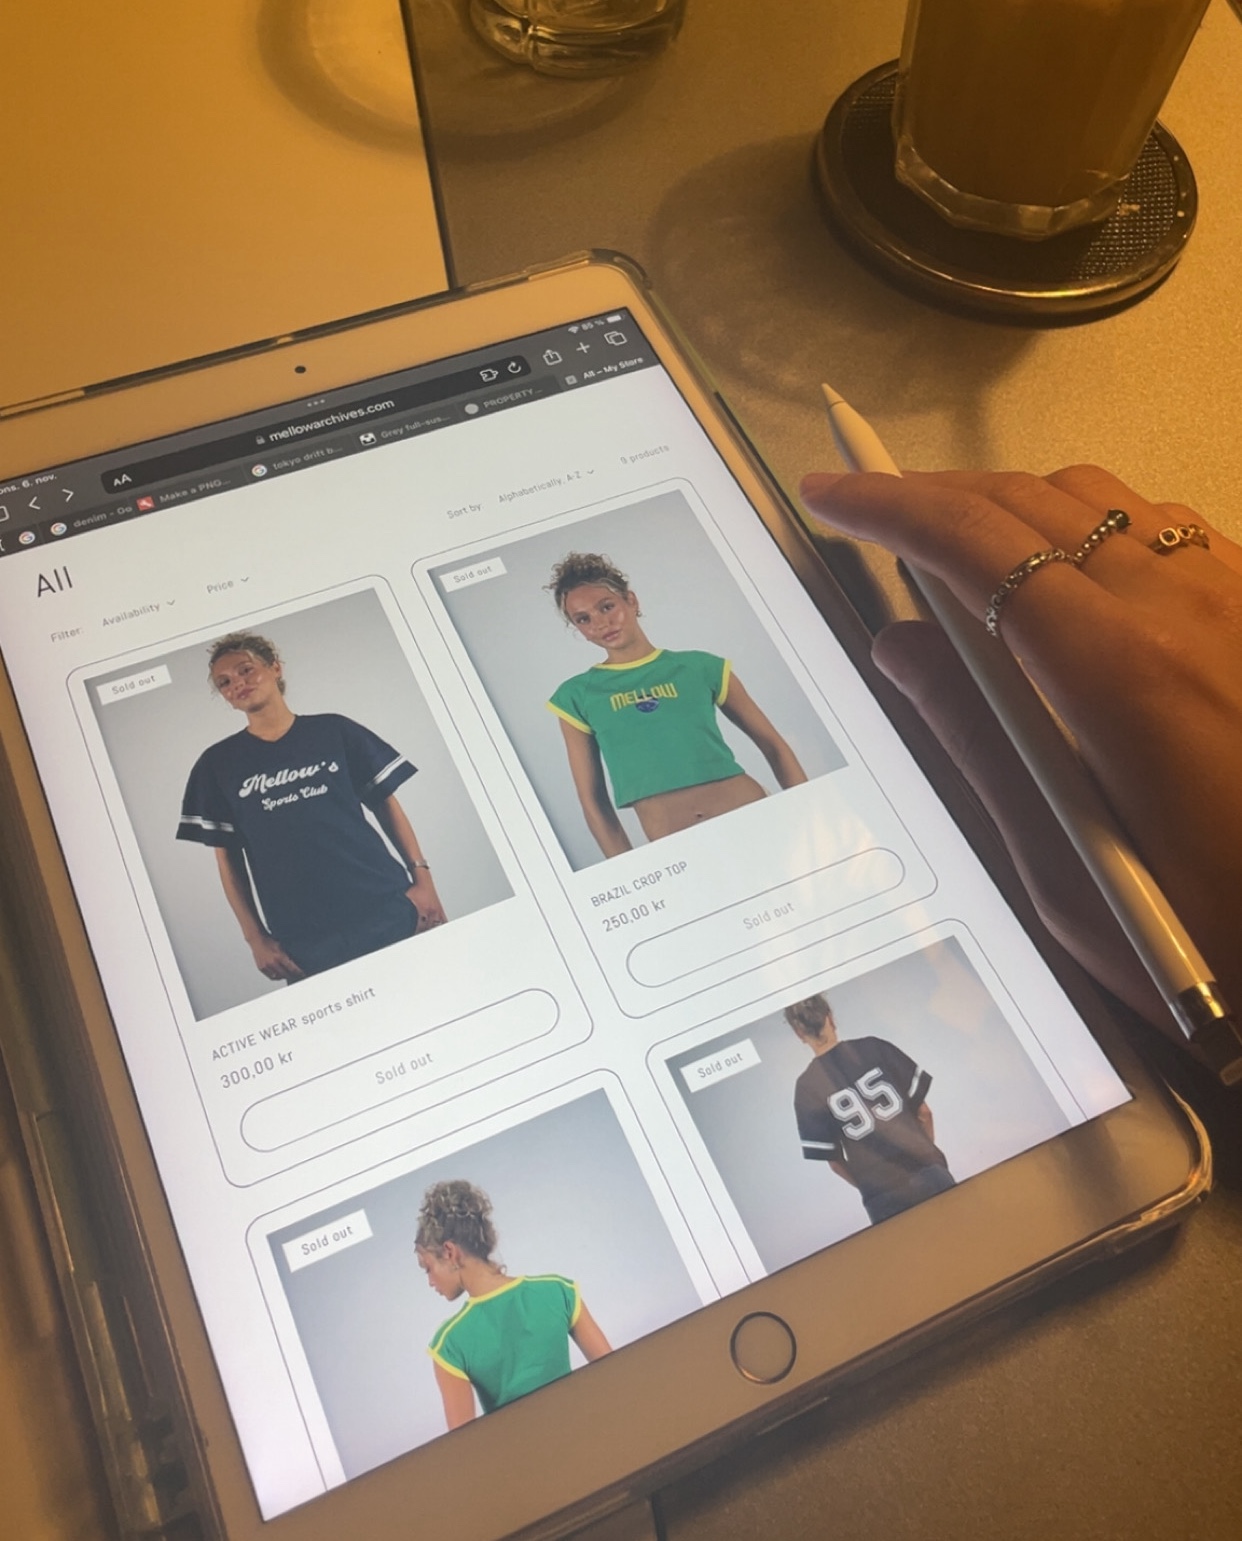 ons. 6. nov.
85 %
AA
mellowarchives.com
denim - Go
Make a PNG...
tokyo drift b...
Grey full-sus...
PROPERTY...
All – My Store
All
Filter:
Availability
Price
Sort by:
Alphabetically, A-Z
9 products
Sold out
Mellow's
Sports Club
ACTIVE WEAR sports shirt
300,00 kr
Sold out
Sold out
MELLOW
BRAZIL CROP TOP
250,00 kr
Sold out
Sold out
Sold out
95